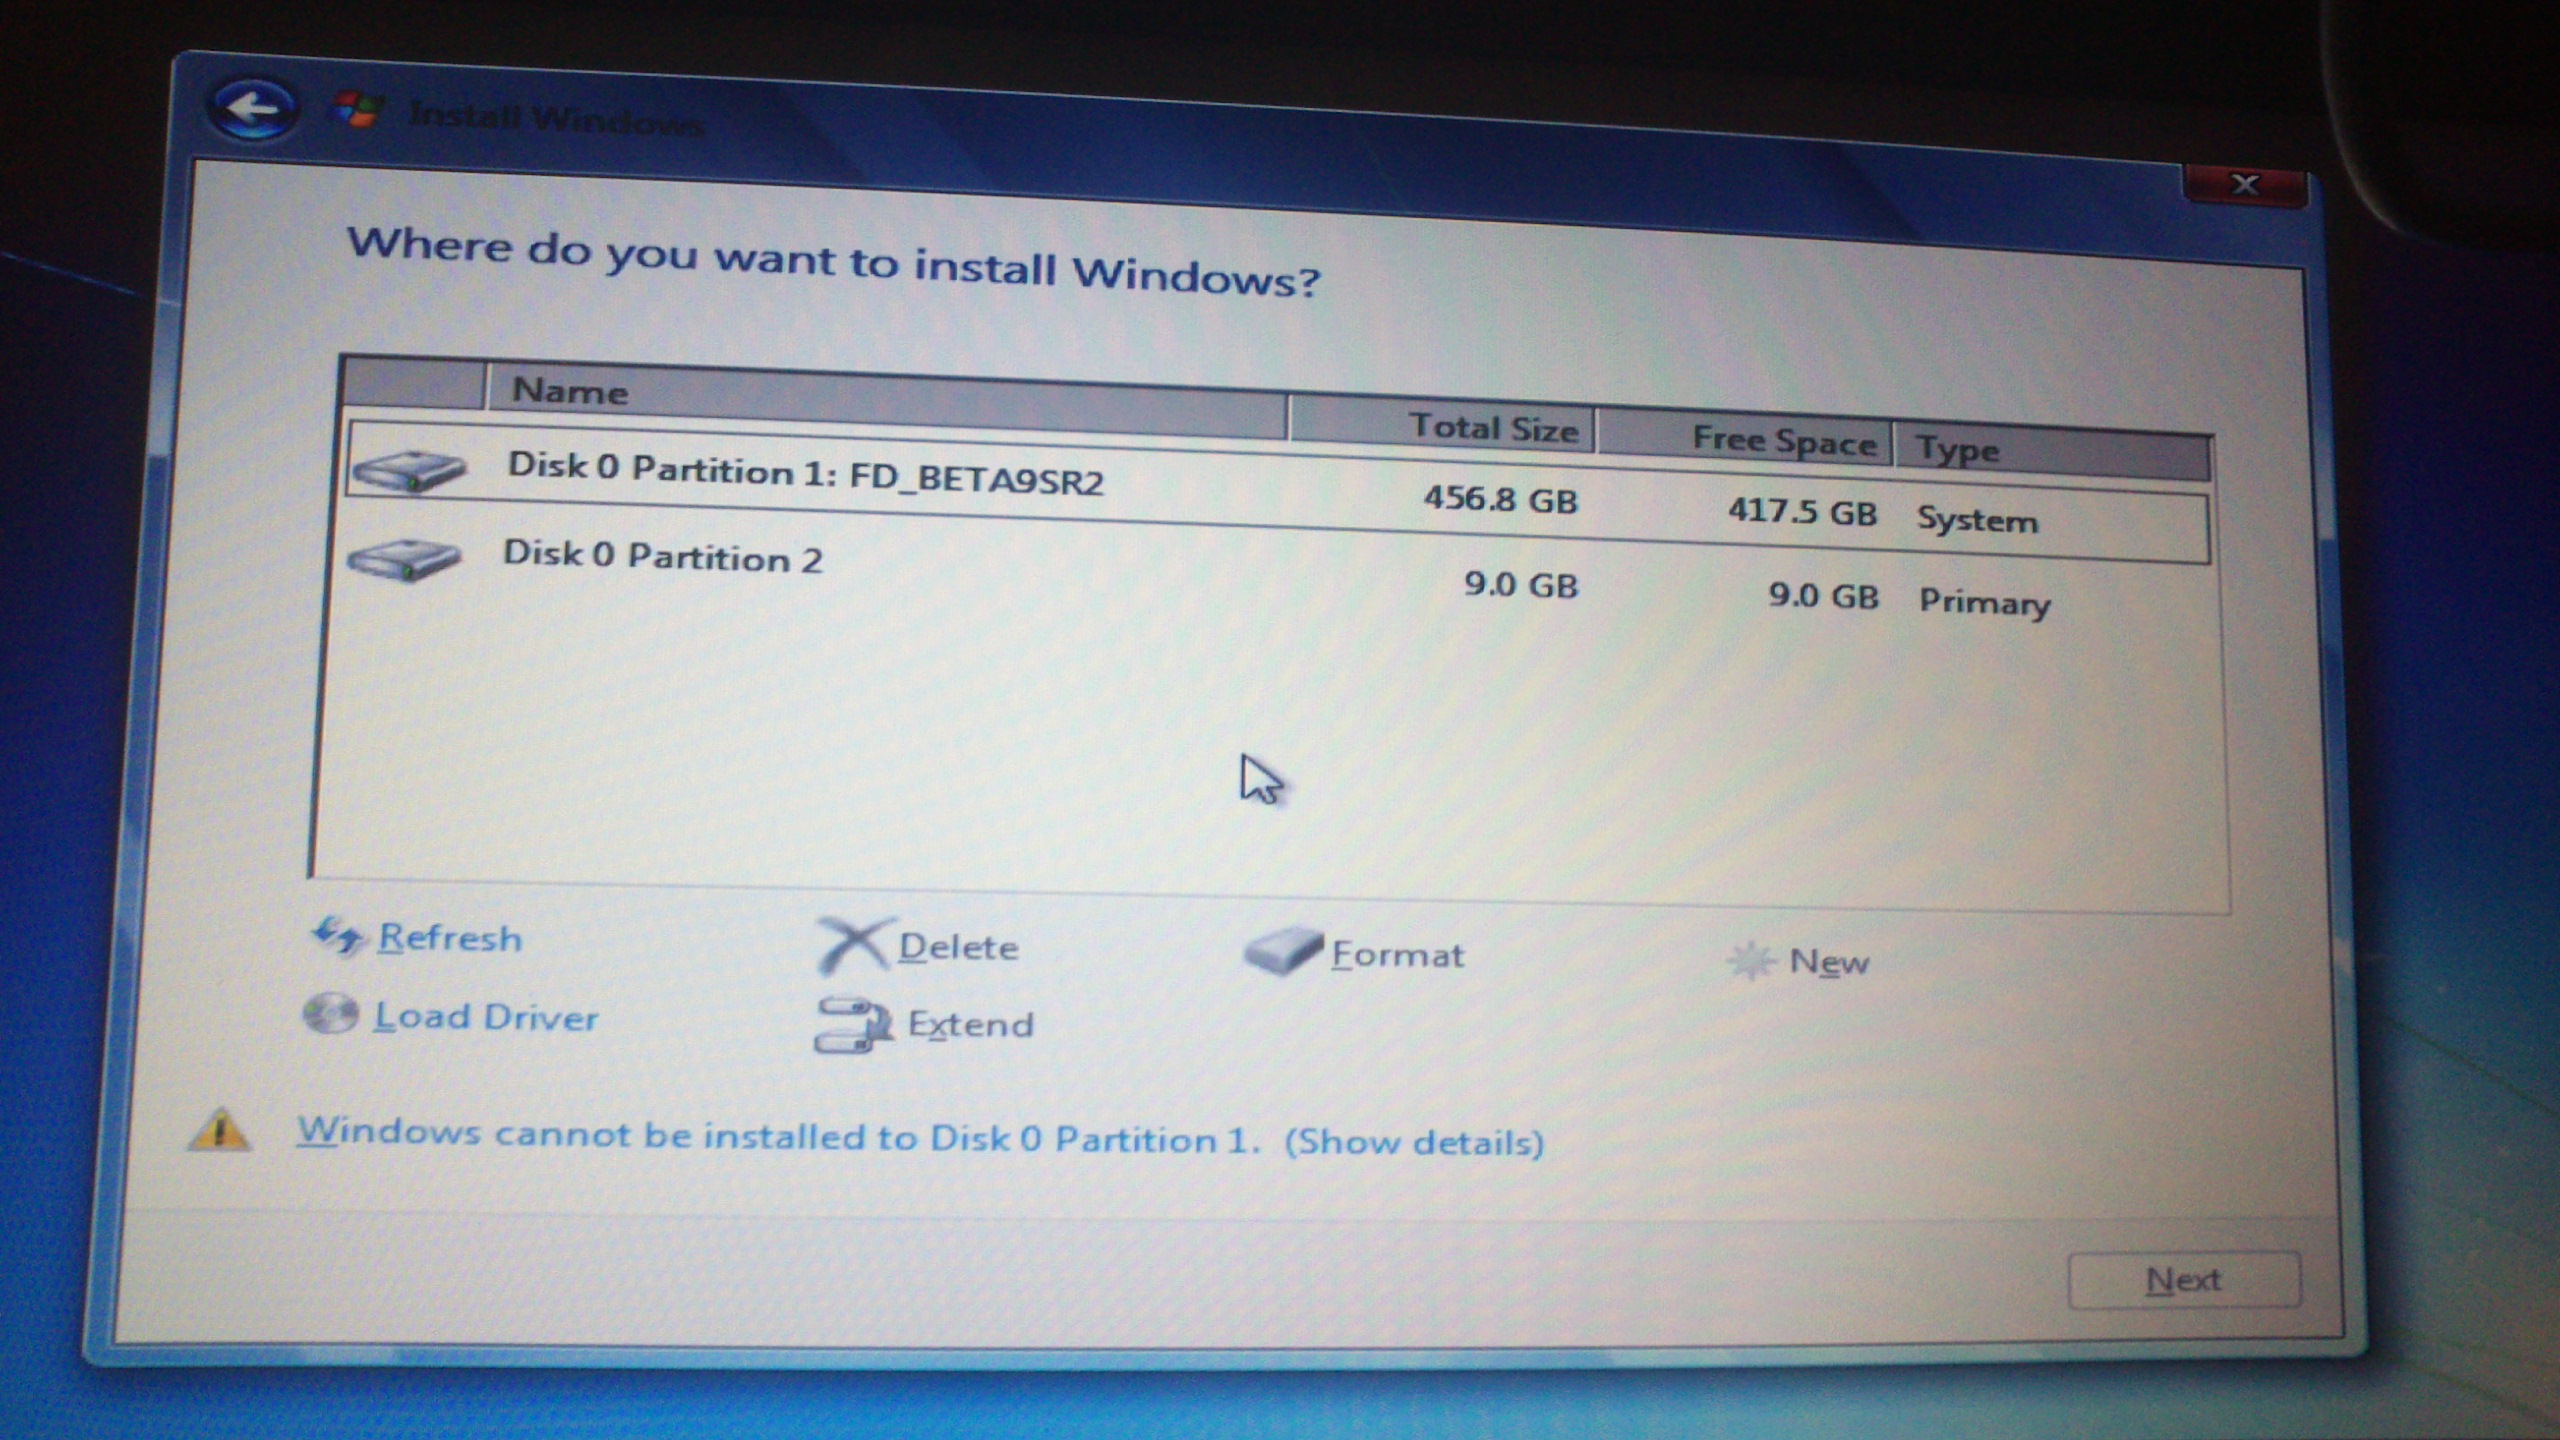 Install Windows
Where do you want to install Windows?
Name Total Size Free Space Type
Disk 0 Partition 1: FD_BETA9SR2 456.8 GB 417.5 GB System
Disk 0 Partition 2 9.0 GB 9.0 GB Primary
Refresh Delete Format New
Load Driver Extend
Windows cannot be installed to Disk 0 Partition 1. (Show details)
Next